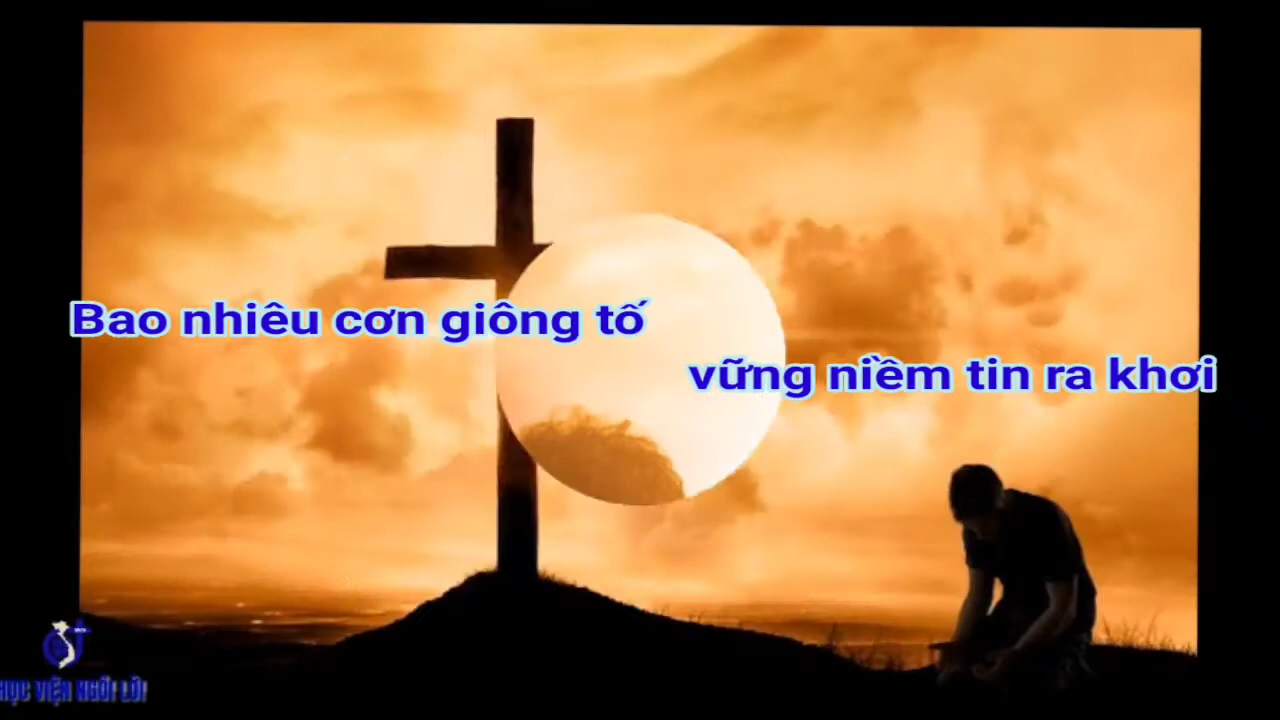 Bao nhiêu cơn giông tố
vững niềm tin ra khơi
HỌC VIỆN NGÔI LỜI